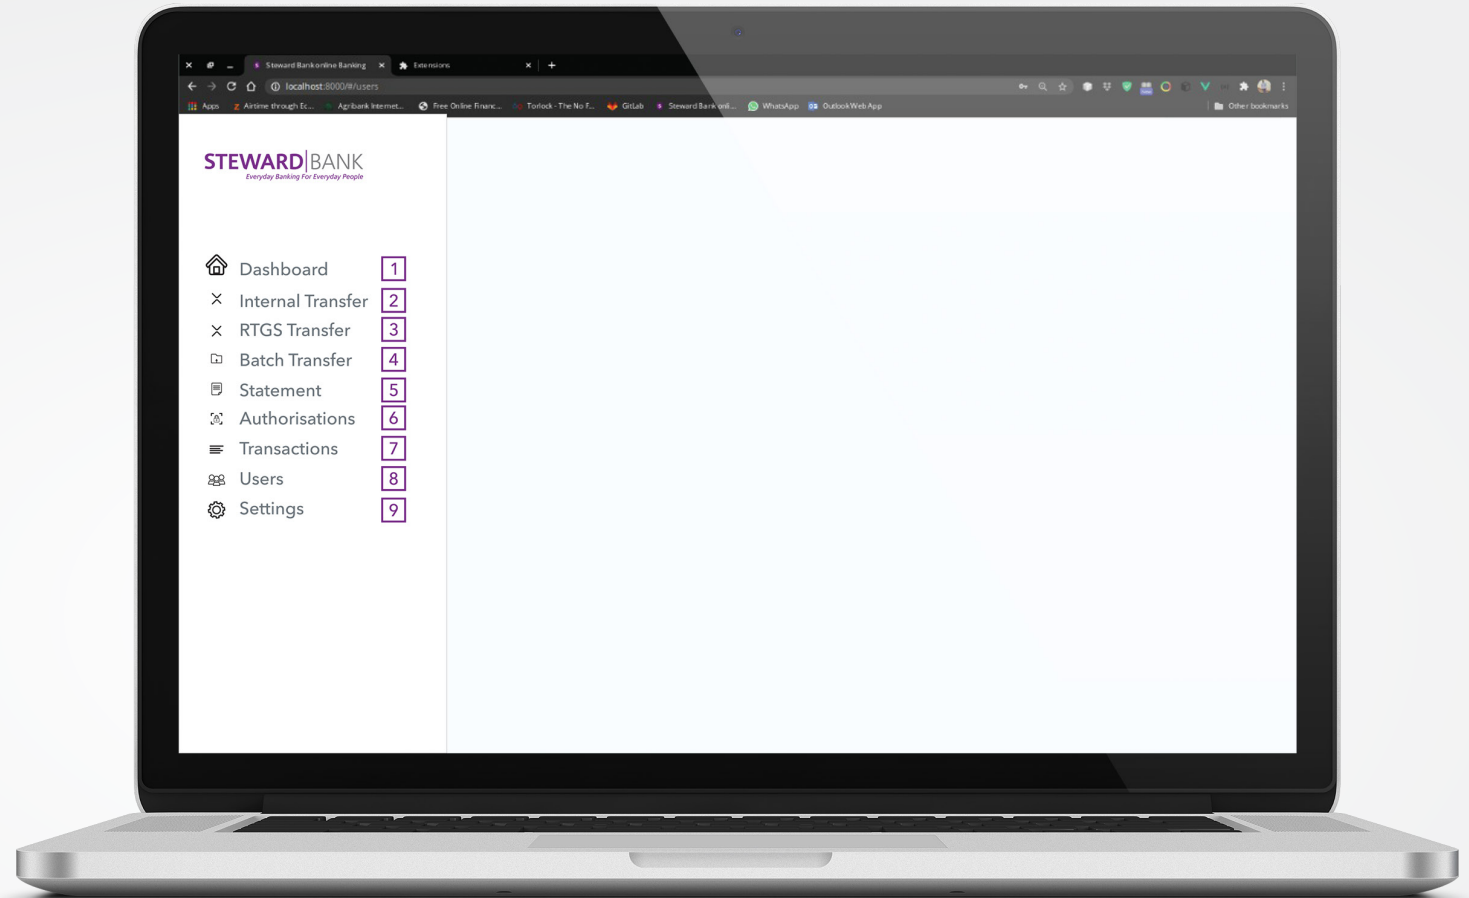 Steward Bank online Banking
Extensions
localhost:8000/#/users
Apps
Airtime through Ec...
Agribank Internet...
Free Online Financ...
Torlock - The No F...
GitLab
Steward Bank onli...
WhatsApp
Outlook Web App
Other bookmarks
STEWARD|BANK
Everyday Banking For Everyday People
Dashboard 1
Internal Transfer 2
RTGS Transfer 3
Batch Transfer 4
Statement 5
Authorisations 6
Transactions 7
Users 8
Settings 9